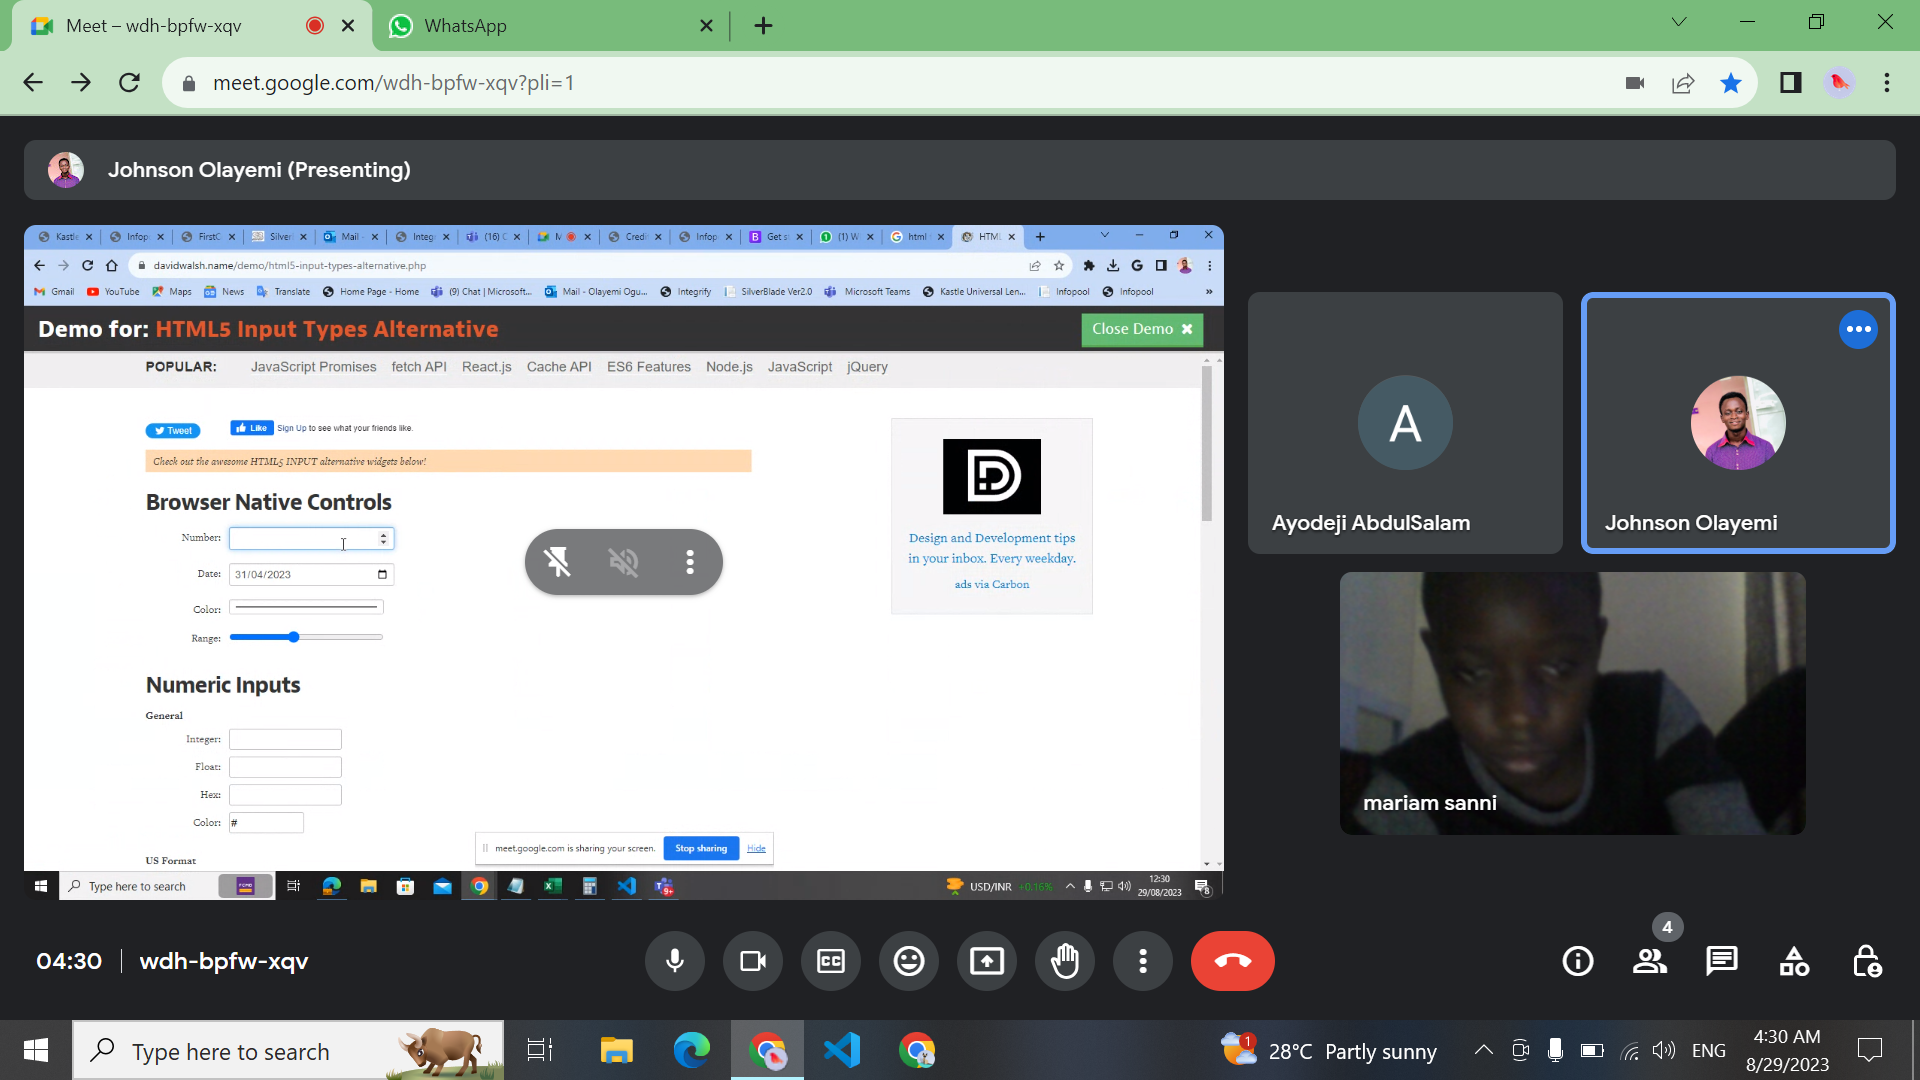 Meet – wdh-bpfw-xqv
WhatsApp
meet.google.com/wdh-bpfw-xqv?pli=1
Johnson Olayemi (Presenting)
Kastle
Infop
FirstC
Silver
Mail -
Integr
(16) C
M
Credi
Infop
Get st
(1) W
html
HTML
davidwalsh.name/demo/html5-input-types-alternative.php
Gmail
YouTube
Maps
News
Translate
Home Page - Home
(9) Chat | Microsoft...
Mail - Olayemi Ogu...
Integrify
SilverBlade Ver2.0
Microsoft Teams
Kastle Universal Len...
Infopool
Infopool
»
Demo for: HTML5 Input Types Alternative
Close Demo ✖
POPULAR: JavaScript Promises fetch API React.js Cache API ES6 Features Node.js JavaScript jQuery
Tweet
Like
Sign Up to see what your friends like.
Check out the awesome HTML5 INPUT alternative widgets below!
Browser Native Controls
Number:
Date: 31/04/2023
Color:
Range:
Numeric Inputs
General
Integer:
Float:
Hex:
Color: #
US Format
Design and Development tips
in your inbox. Every weekday.
ads via Carbon
meet.google.com is sharing your screen.
Stop sharing
Hide
Type here to search
USD/INR +0.16%
12:30
29/08/2023
8
9+
A
Ayodeji AbdulSalam
Johnson Olayemi
mariam sanni
04:30 | wdh-bpfw-xqv
CC
4
Type here to search
1
28°C Partly sunny
ENG
4:30 AM
8/29/2023